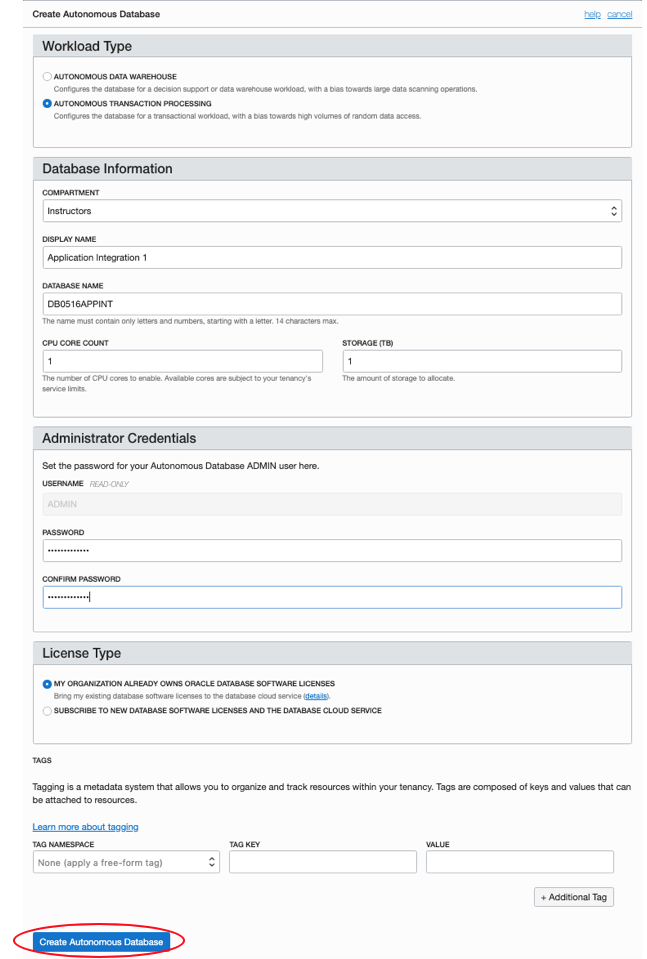 Create Autonomous Database
help cancel
Workload Type
AUTONOMOUS DATA WAREHOUSE
Configures the database for a decision support or data warehouse workload, with a bias towards large data scanning operations.
AUTONOMOUS TRANSACTION PROCESSING
Configures the database for a transactional workload, with a bias towards high volumes of random data access.
Database Information
COMPARTMENT
Instructors
DISPLAY NAME
Application Integration 1
DATABASE NAME
DB0516APPINT
The name must contain only letters and numbers, starting with a letter. 14 characters max.
CPU CORE COUNT
1
The number of CPU cores to enable. Available cores are subject to your tenancy's
service limits.
STORAGE (TB)
1
The amount of storage to allocate.
Administrator Credentials
Set the password for your Autonomous Database ADMIN user here.
USERNAME READ-ONLY
ADMIN
PASSWORD
•••••••••••••
CONFIRM PASSWORD
•••••••••••••
License Type
MY ORGANIZATION ALREADY OWNS ORACLE DATABASE SOFTWARE LICENSES
Bring my existing database software licenses to the database cloud service (details).
SUBSCRIBE TO NEW DATABASE SOFTWARE LICENSES AND THE DATABASE CLOUD SERVICE
TAGS
Tagging is a metadata system that allows you to organize and track resources within your tenancy. Tags are composed of keys and values that can
be attached to resources.
Learn more about tagging
TAG NAMESPACE
None (apply a free-form tag)
TAG KEY
VALUE
+ Additional Tag
Create Autonomous Database